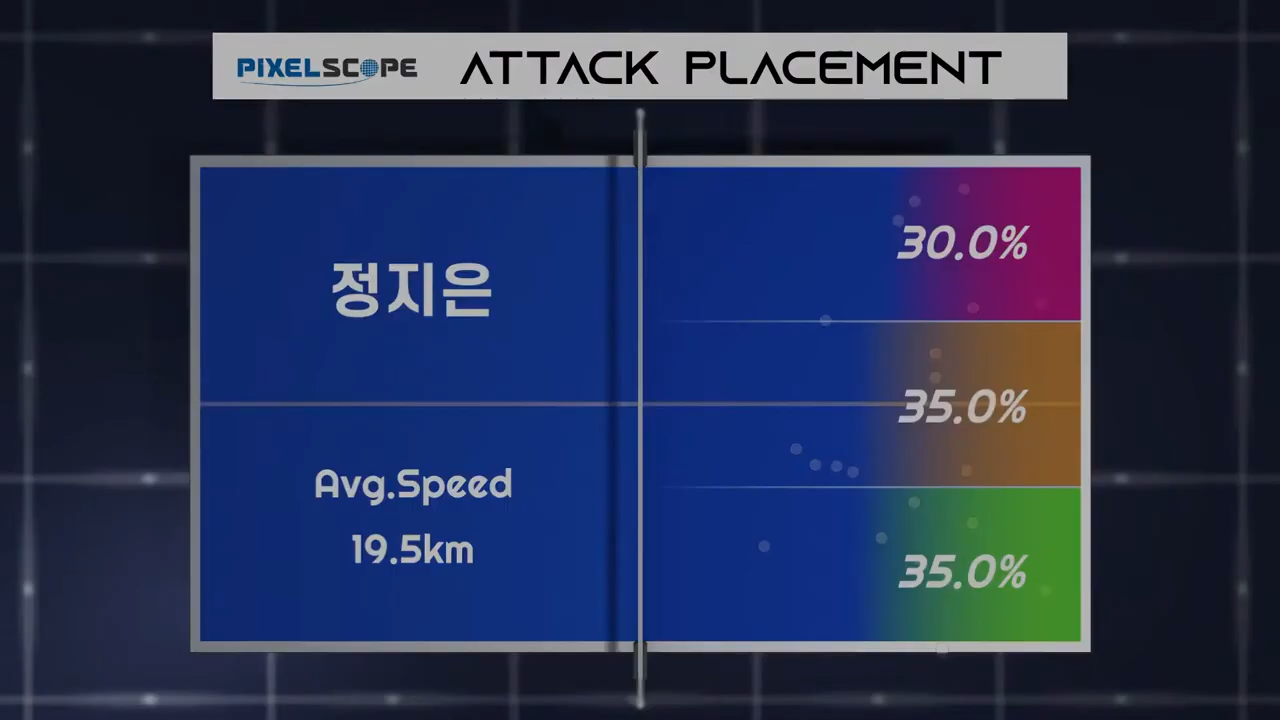 PIXELSCOPE ATTACK PLACEMENT
정지은
Avg.Speed
19.5km
30.0%
35.0%
35.0%